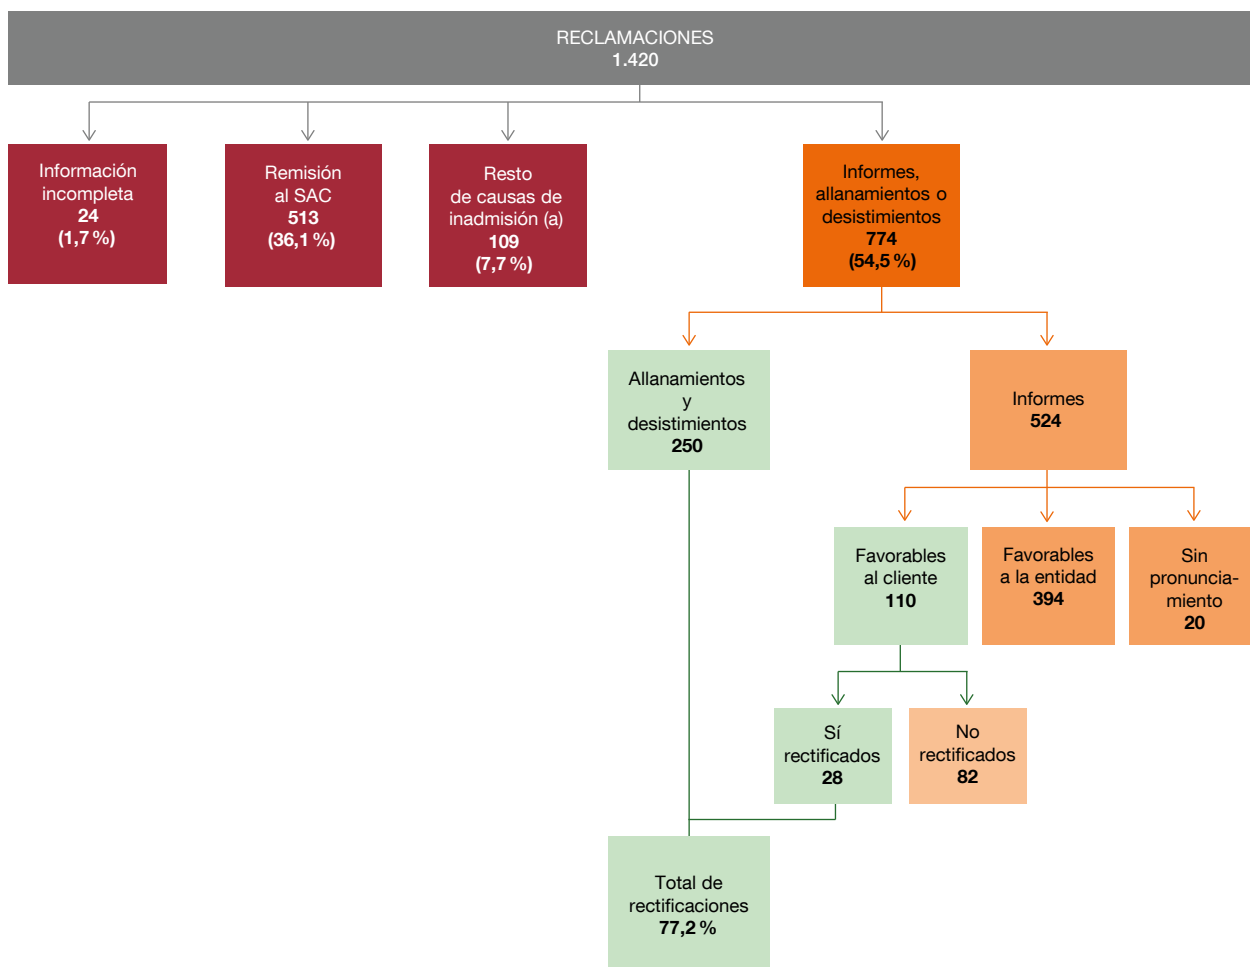 RECLAMACIONES
1.420
Información
incompleta
24
(1,7 %)
Remisión
al SAC
513
(36,1 %)
Resto
de causas de
inadmisión (a)
109
(7,7 %)
Informes,
allanamientos o
desistimientos
774
(54,5 %)
Allanamientos
y
desistimientos
250
Informes
524
Favorables
al cliente
110
Favorables
a la entidad
394
Sin
pronuncia-
miento
20
Sí
rectificados
28
No
rectificados
82
Total de
rectificaciones
77,2 %